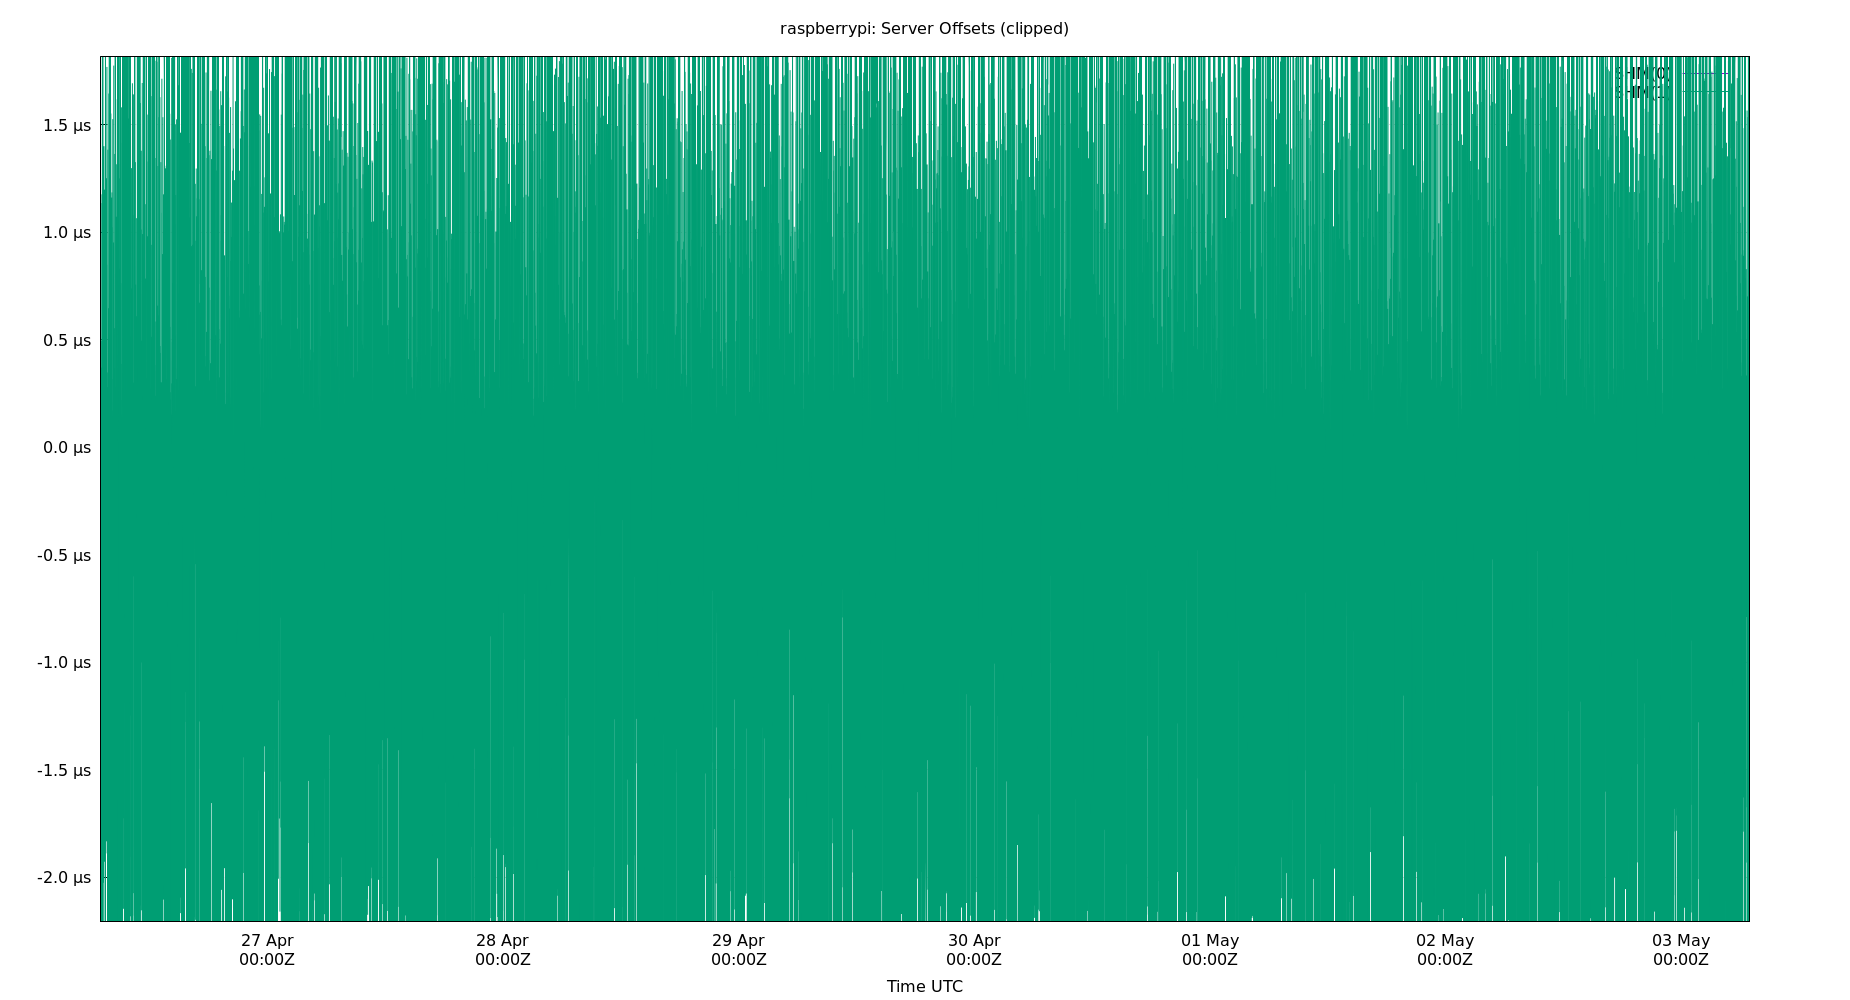 raspberrypi: Server Offsets (clipped)
SHM(0)
1.5 µs
1.0 µs
0.5 µs
0.0 µs
-0.5 µs
-1.0 µs
-1.5 µs
-2.0 µs
27 Apr 28 Apr 29 Apr 30 Apr 01 May 02 May 03 May
00:00Z 00:00Z 00:00Z 00:00Z 00:00Z 00:00Z 00:00Z
Time UTC